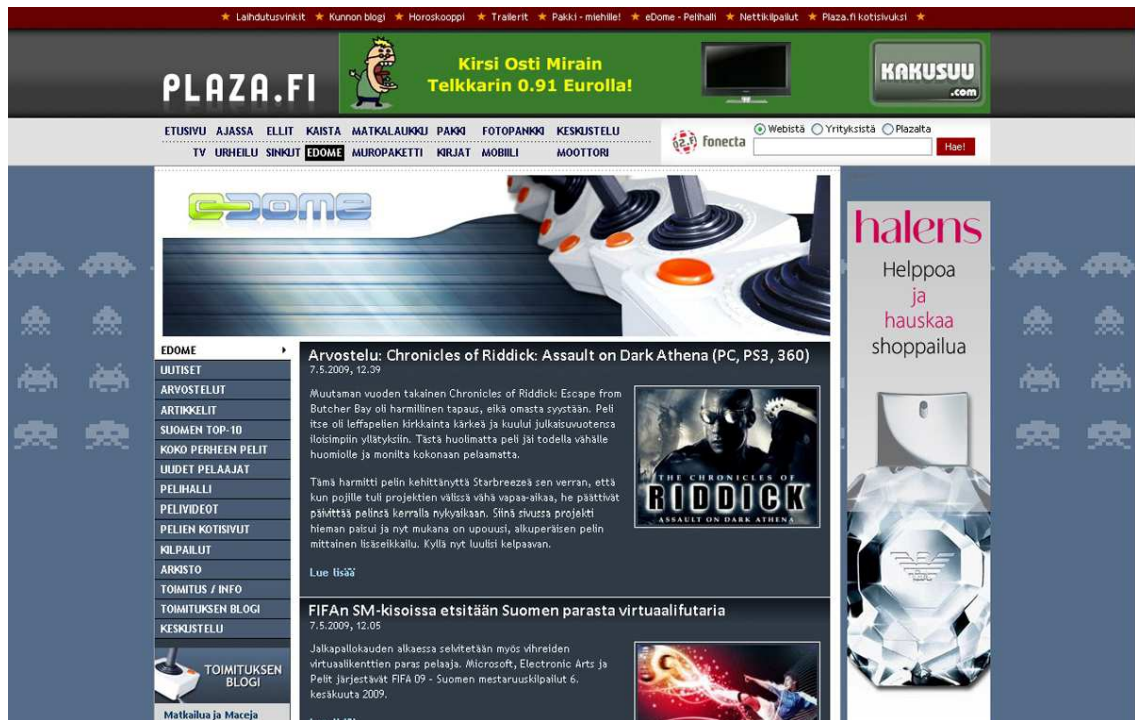 ★ Laihdutusvinkit ★ Kunnon blogi ★ Horoskooppi ★ Trailerit ★ Pakki - miehille! ★ eDome - Pelihalli ★ Nettikilpailut ★ Plaza.fi kotisivuksi ★
PLAZA.FI
Kirsi Osti Mirain
Telkkarin 0.91 Eurolla!
KAKUSUU
.com
ETUSIVU AJASSA ELLIT KAISTA MATKALAUKKU PAKKI FOTOPANKKI KESKUSTELU
TV URHEILU SINKUT EDOME MUROPAKETTI KIRJAT MOBIILI MOOTTORI
fonecta
Webistä Yrityksistä Plazalta
Hae!
edome
halens
Helppoa
ja
hauskaa
shoppailua
EDOME
UUTISET
ARVOSTELUT
ARTIKKELIT
SUOMEN TOP-10
KOKO PERHEEN PELIT
UUDET PELAAJAT
PELIHALLI
PELIVIDEOT
PELIEN KOTISIVUT
KILPAILUT
ARKISTO
TOIMITUS / INFO
TOIMITUKSEN BLOGI
KESKUSTELU
TOIMITUKSEN
BLOGI
Matkailua ja Maceja
Arvostelu: Chronicles of Riddick: Assault on Dark Athena (PC, PS3, 360)
7.5.2009, 12.39
Muutaman vuoden takainen Chronicles of Riddick: Escape from
Butcher Bay oli harmillinen tapaus, eikä omasta syystään. Peli
itse oli leffapelien kirkkainta kärkeä ja kuului julkaisuvuotensa
iloisimpiin yllätyksiin. Tästä huolimatta peli jäi todella vähälle
huomiolle ja monilta kokonaan pelaamatta.
Tämä harmitti pelin kehittänyttä Starbreezeä sen verran, että
kun pojille tuli projektien välissä vähä vapaa-aikaa, he päättivät
päivittää pelinsä kerralla nykyaikaan. Siinä sivussa projekti
hieman paisui ja nyt mukana on upouusi, alkuperäisen pelin
mittainen lisäseikkailu. Kyllä nyt luulisi kelpaavan.
Lue lisää
THE CHRONICLES OF
RIDDICK
ASSAULT ON DARK ATHENA
FIFAn SM-kisoissa etsitään Suomen parasta virtuaalifutaria
7.5.2009, 12.05
Jalkapallokauden alkaessa selvitetään myös vihreiden
virtuaalikenttien paras pelaaja. Microsoft, Electronic Arts ja
Pelit järjestävät FIFA 09 - Suomen mestaruuskilpailut 6.
kesäkuuta 2009.